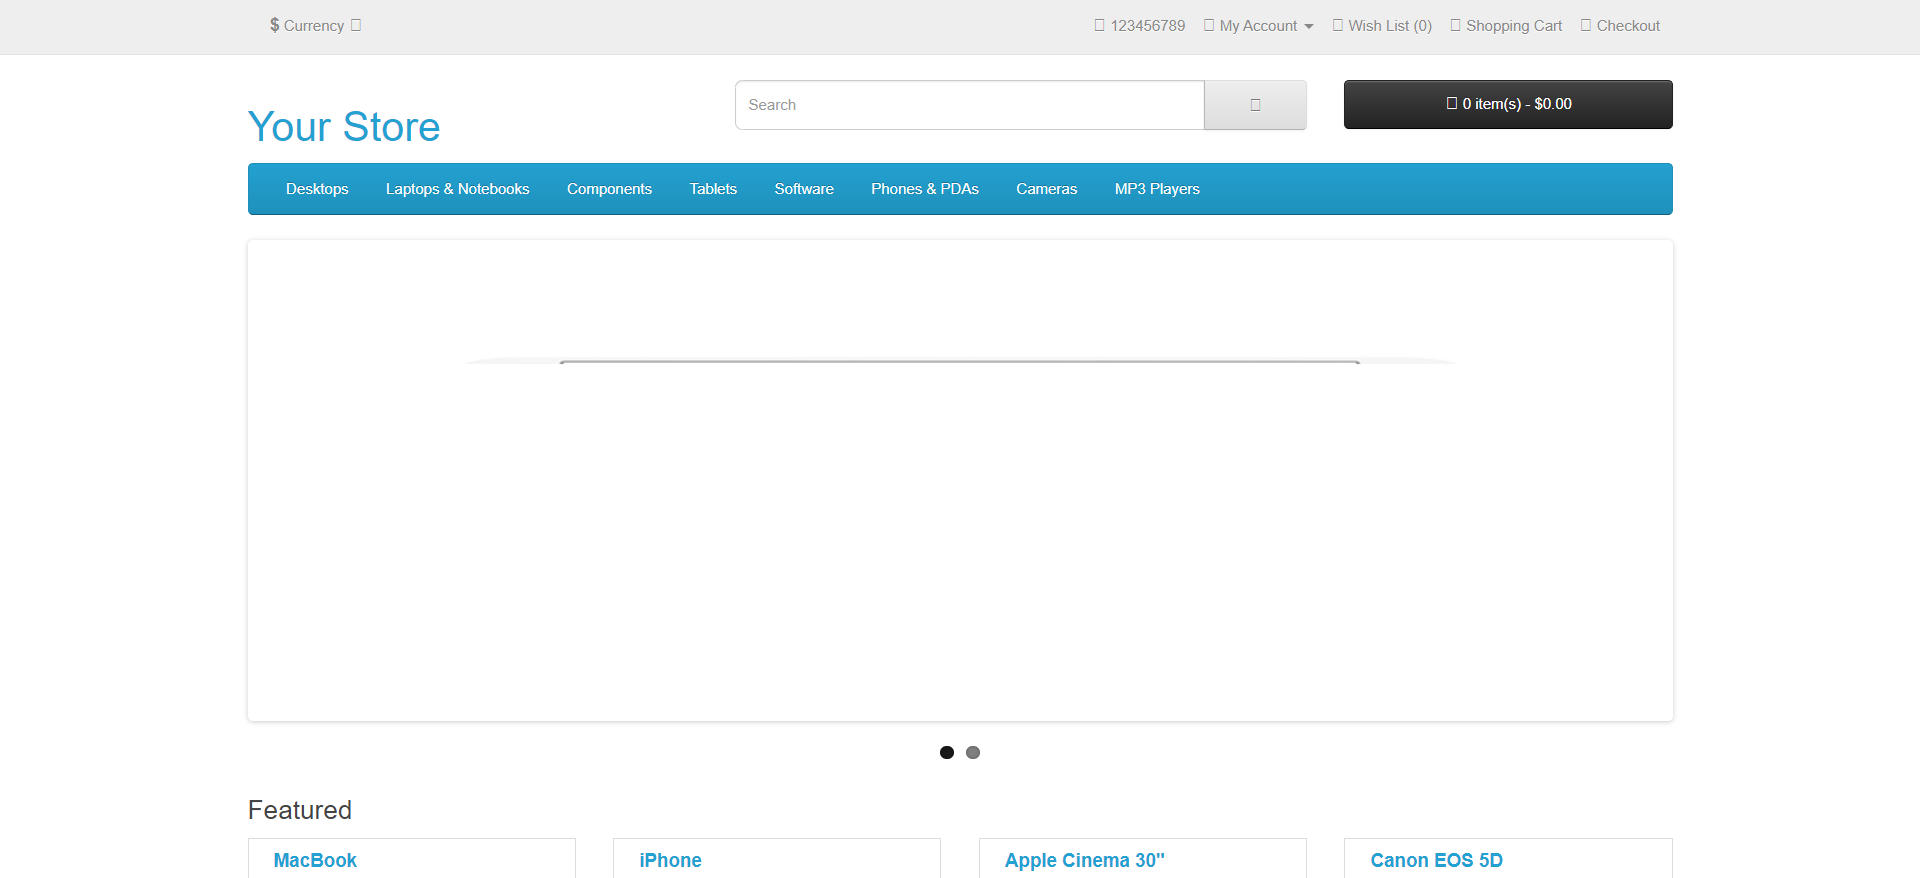 $ Currency
123456789 My Account Wish List (0) Shopping Cart Checkout
Your Store
Search
0 item(s) - $0.00
Desktops Laptops & Notebooks Components Tablets Software Phones & PDAs Cameras MP3 Players
Featured
MacBook iPhone Apple Cinema 30" Canon EOS 5D